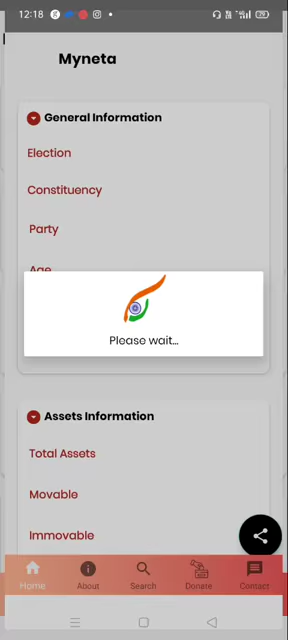 12:18
Myneta
General Information
Election
Constituency
Party
Age
Please wait...
Assets Information
Total Assets
Movable
Immovable
Home
About
Search
Donate
Contact